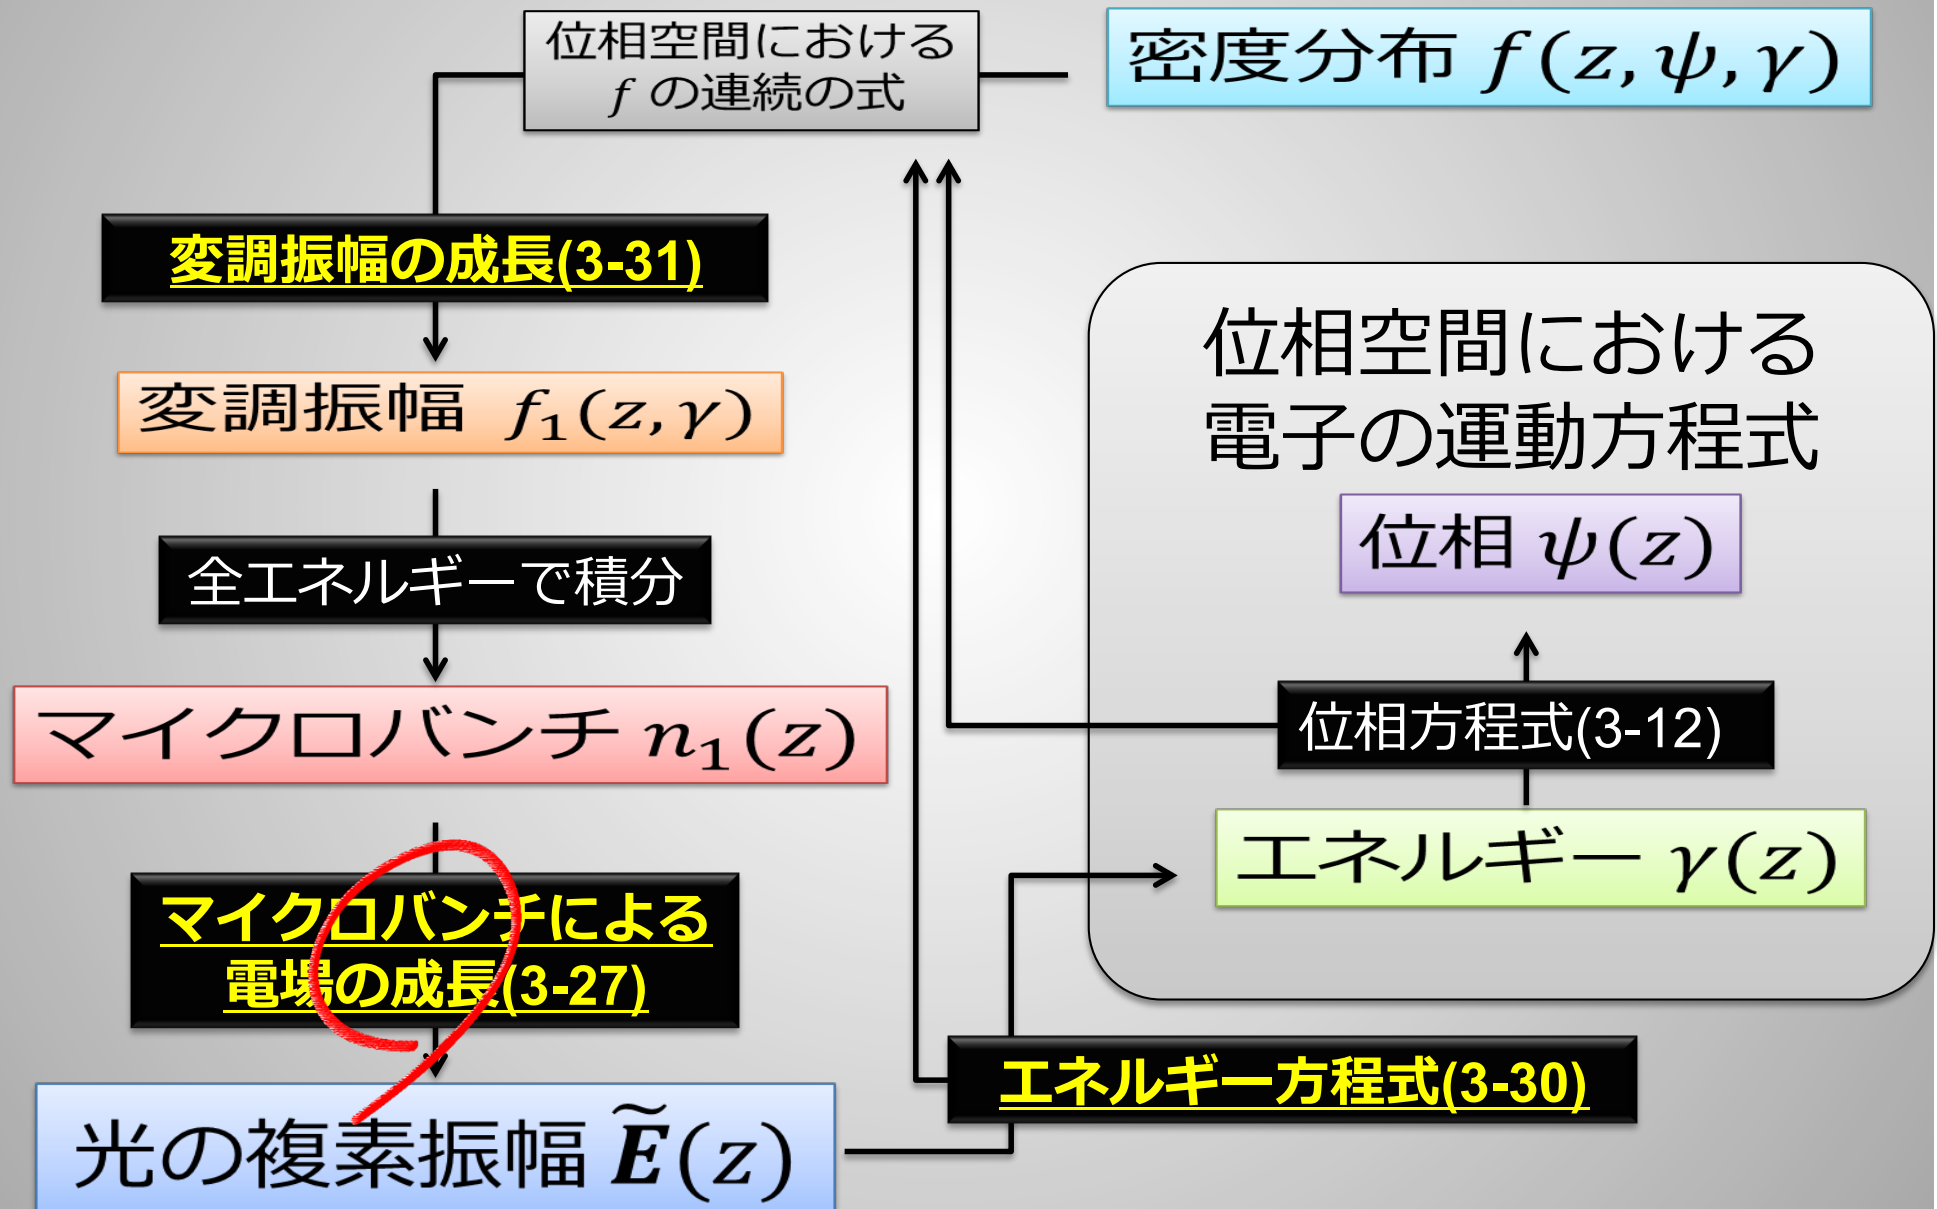 位相空間における
f の連続の式
密度分布 f(z, ψ, γ)
変調振幅の成長(3-31)
変調振幅 f₁(z, γ)
全エネルギーで積分
マイクロバンチ n₁(z)
マイクロバンチによる
電場の成長(3-27)
光の複素振幅 Ẽ(z)
位相空間における
電子の運動方程式
位相 ψ(z)
位相方程式(3-12)
エネルギー γ(z)
エネルギー方程式(3-30)